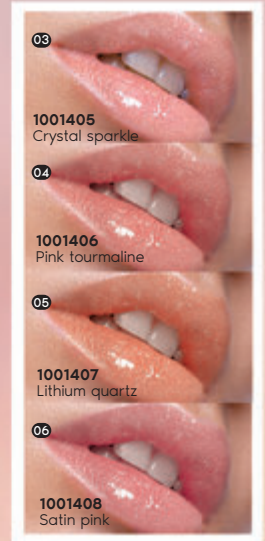 03
1001405
Crystal sparkle
04
1001406
Pink tourmaline
05
1001407
Lithium quartz
06
1001408
Satin pink